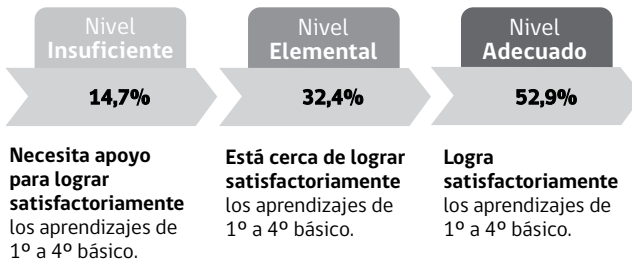 Nivel
Insuficiente
14,7%
Necesita apoyo
para lograr
satisfactoriamente
los aprendizajes de
1º a 4º básico.
Nivel
Elemental
32,4%
Está cerca de lograr
satisfactoriamente
los aprendizajes de
1º a 4º básico.
Nivel
Adecuado
52,9%
Logra
satisfactoriamente
los aprendizajes de
1º a 4º básico.